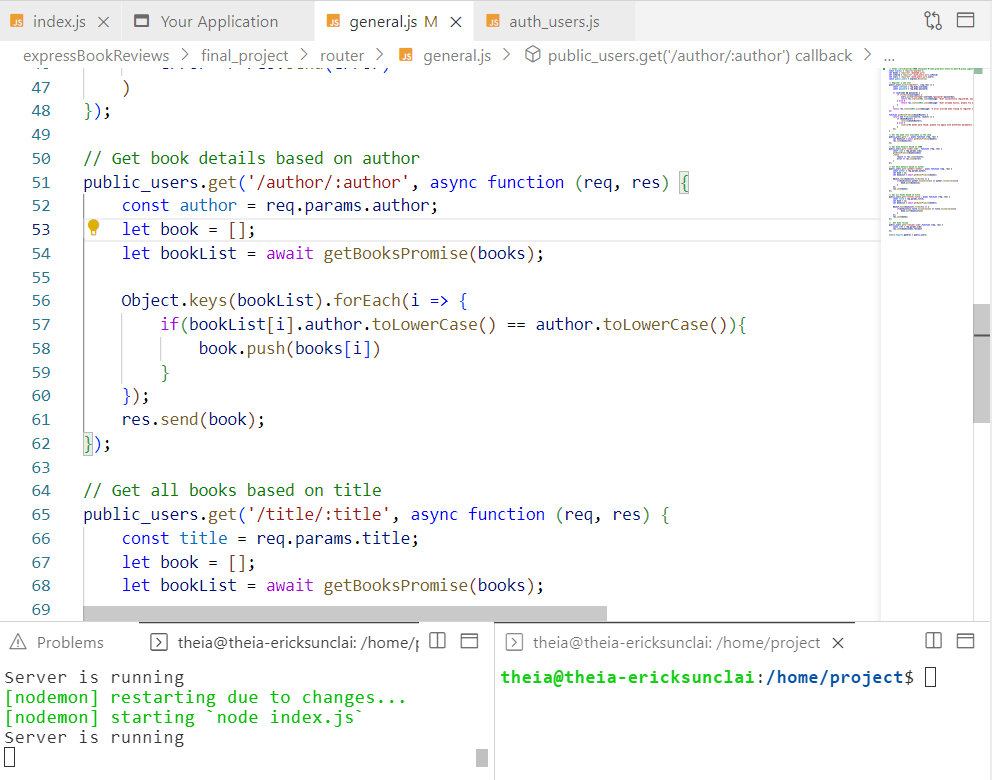 JS index.js ×
Your Application
JS general.js M ×
JS auth_users.js
expressBookReviews > final_project > router > JS general.js > public_users.get('/author/:author') callback > ...
47 )
48 });
49
50 // Get book details based on author
51 public_users.get('/author/:author', async function (req, res) {
52 const author = req.params.author;
53 let book = [];
54 let bookList = await getBooksPromise(books);
55
56 Object.keys(bookList).forEach(i => {
57 if(bookList[i].author.toLowerCase() == author.toLowerCase()){
58 book.push(books[i])
59 }
60 });
61 res.send(book);
62 });
63
64 // Get all books based on title
65 public_users.get('/title/:title', async function (req, res) {
66 const title = req.params.title;
67 let book = [];
68 let bookList = await getBooksPromise(books);
69
Problems
theia@theia-ericksunclai: /home/p
Server is running
[nodemon] restarting due to changes...
[nodemon] starting `node index.js`
Server is running
theia@theia-ericksunclai: /home/project ×
theia@theia-ericksunclai:/home/project$